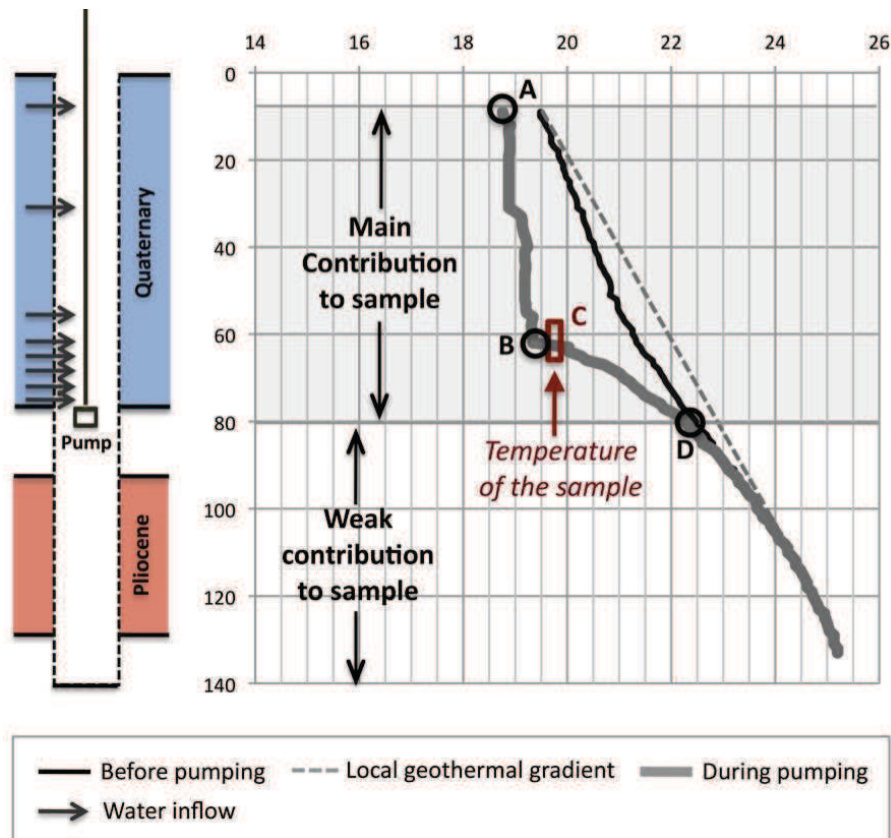 14 16 18 20 22 24 26
0
20
40
60
80
100
120
140
Quaternary
Pump
Pliocene
A
Main
Contribution
to sample
B
C
D
Temperature
of the sample
Weak
contribution
to sample
Before pumping
Local geothermal gradient
During pumping
Water inflow